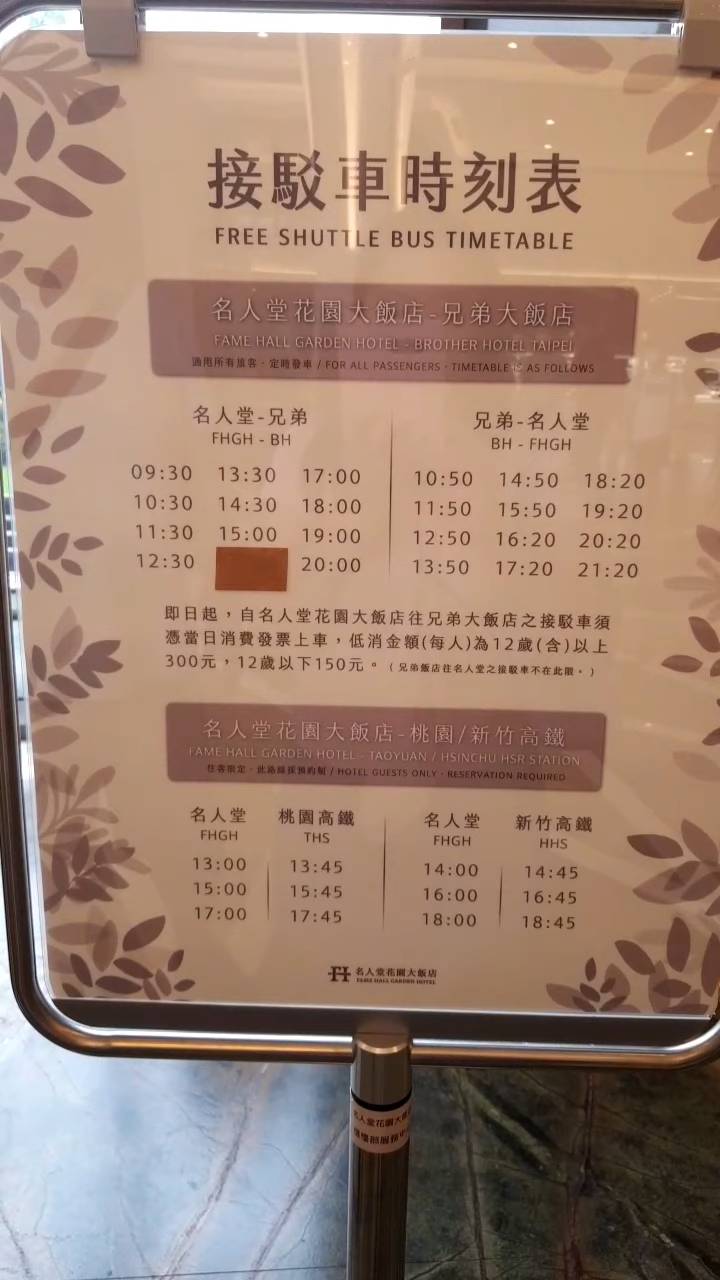 接駁車時刻表
FREE SHUTTLE BUS TIMETABLE
名人堂花園大飯店-兄弟大飯店
FAME HALL GARDEN HOTEL - BROTHER HOTEL TAIPEI
適用所有旅客・定時發車 / FOR ALL PASSENGERS・TIMETABLE IS AS FOLLOWS
名人堂-兄弟
FHGH - BH
09:30 13:30 17:00
10:30 14:30 18:00
11:30 15:00 19:00
12:30 20:00
兄弟-名人堂
BH - FHGH
10:50 14:50 18:20
11:50 15:50 19:20
12:50 16:20 20:20
13:50 17:20 21:20
即日起，自名人堂花園大飯店往兄弟大飯店之接駁車須
憑當日消費發票上車，低消金額(每人)為12歲(含)以上
300元，12歲以下150元。(兄弟飯店往名人堂之接駁車不在此限。)
名人堂花園大飯店-桃園/新竹高鐵
FAME HALL GARDEN HOTEL - TAOYUAN / HSINCHU HSR STATION
住客限定・此路線採預約制 / HOTEL GUESTS ONLY・RESERVATION REQUIRED
名人堂 桃園高鐵
FHGH THS
13:00 13:45
15:00 15:45
17:00 17:45
名人堂 新竹高鐵
FHGH HHS
14:00 14:45
16:00 16:45
18:00 18:45
FH 名人堂花園大飯店
FAME HALL GARDEN HOTEL
名人堂花園大飯